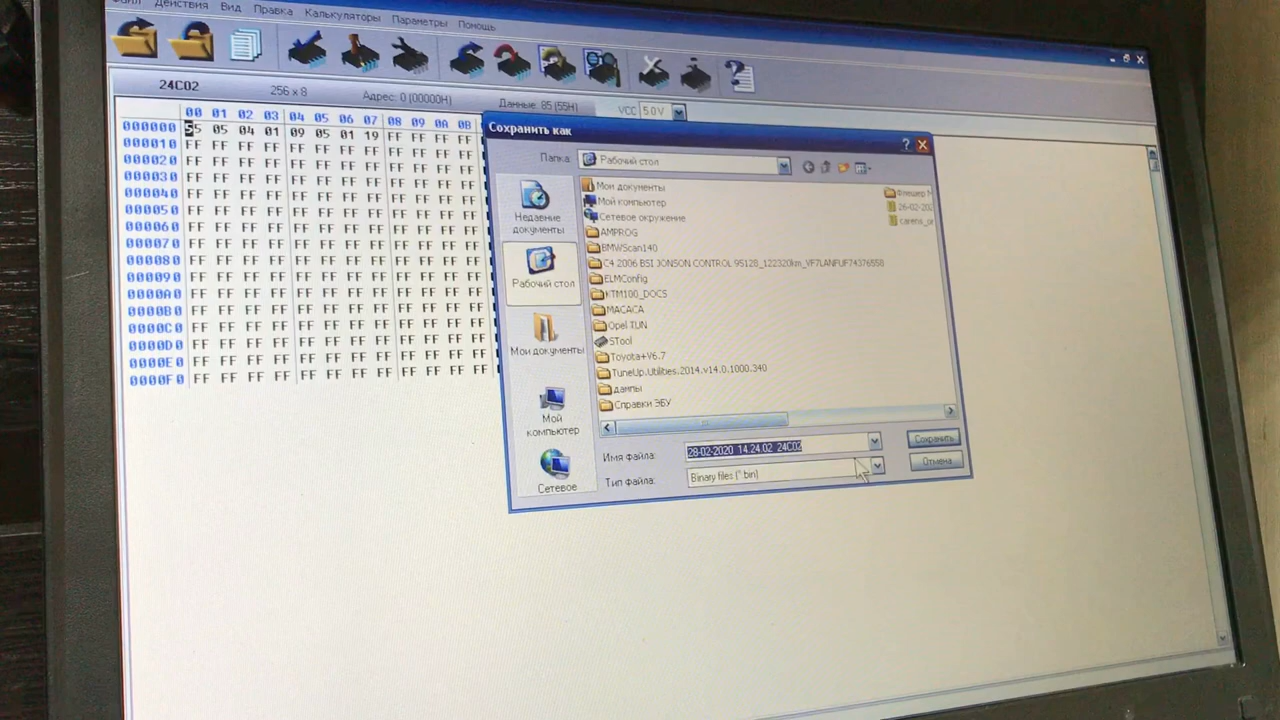 Файл Действия Вид Правка Калькуляторы Параметры Помощь
24C02 256 x 8 Адрес: 0 (00000H) Данные: 85 (55H) VCC 5.0V
00 01 02 03 04 05 06 07 08 09 0A 0B
000000 55 05 04 01 09 05 01 19 FF FF FF FF
000010 FF FF FF FF FF FF FF FF FF FF FF FF
000020 FF FF FF FF FF FF FF FF FF FF FF FF
000030 FF FF FF FF FF FF FF FF FF FF FF FF
000040 FF FF FF FF FF FF FF FF FF FF FF FF
000050 FF FF FF FF FF FF FF FF FF FF FF FF
000060 FF FF FF FF FF FF FF FF FF FF FF FF
000070 FF FF FF FF FF FF FF FF FF FF FF FF
000080 FF FF FF FF FF FF FF FF FF FF FF FF
000090 FF FF FF FF FF FF FF FF FF FF FF FF
0000A0 FF FF FF FF FF FF FF FF FF FF FF FF
0000B0 FF FF FF FF FF FF FF FF FF FF FF FF
0000C0 FF FF FF FF FF FF FF FF FF FF FF FF
0000D0 FF FF FF FF FF FF FF FF FF FF FF FF
0000E0 FF FF FF FF FF FF FF FF FF FF FF FF
0000F0 FF FF FF FF FF FF FF FF FF FF FF FF
Сохранить как
Папка: Рабочий стол
Недавние
документы
Рабочий стол
Мои документы
Мой
компьютер
Сетевое
Мои документы
Мой компьютер
Сетевое окружение
AMPROG
BMWScan140
C4 2006 BSI JONSON CONTROL 95128_122320km_VF7LANFUF74376558
ELMConfig
KTM100_DOCS
MACACA
Opel TUN
STool
Toyota+V6.7
TuneUp.Utilities.2014.v14.0.1000.340
дампы
Справки ЭБУ
Флешер
26-02-202
carens_or
Имя файла: 28-02-2020 14.24.02 24C02 Сохранить
Тип файла: Binary files (*.bin) Отмена